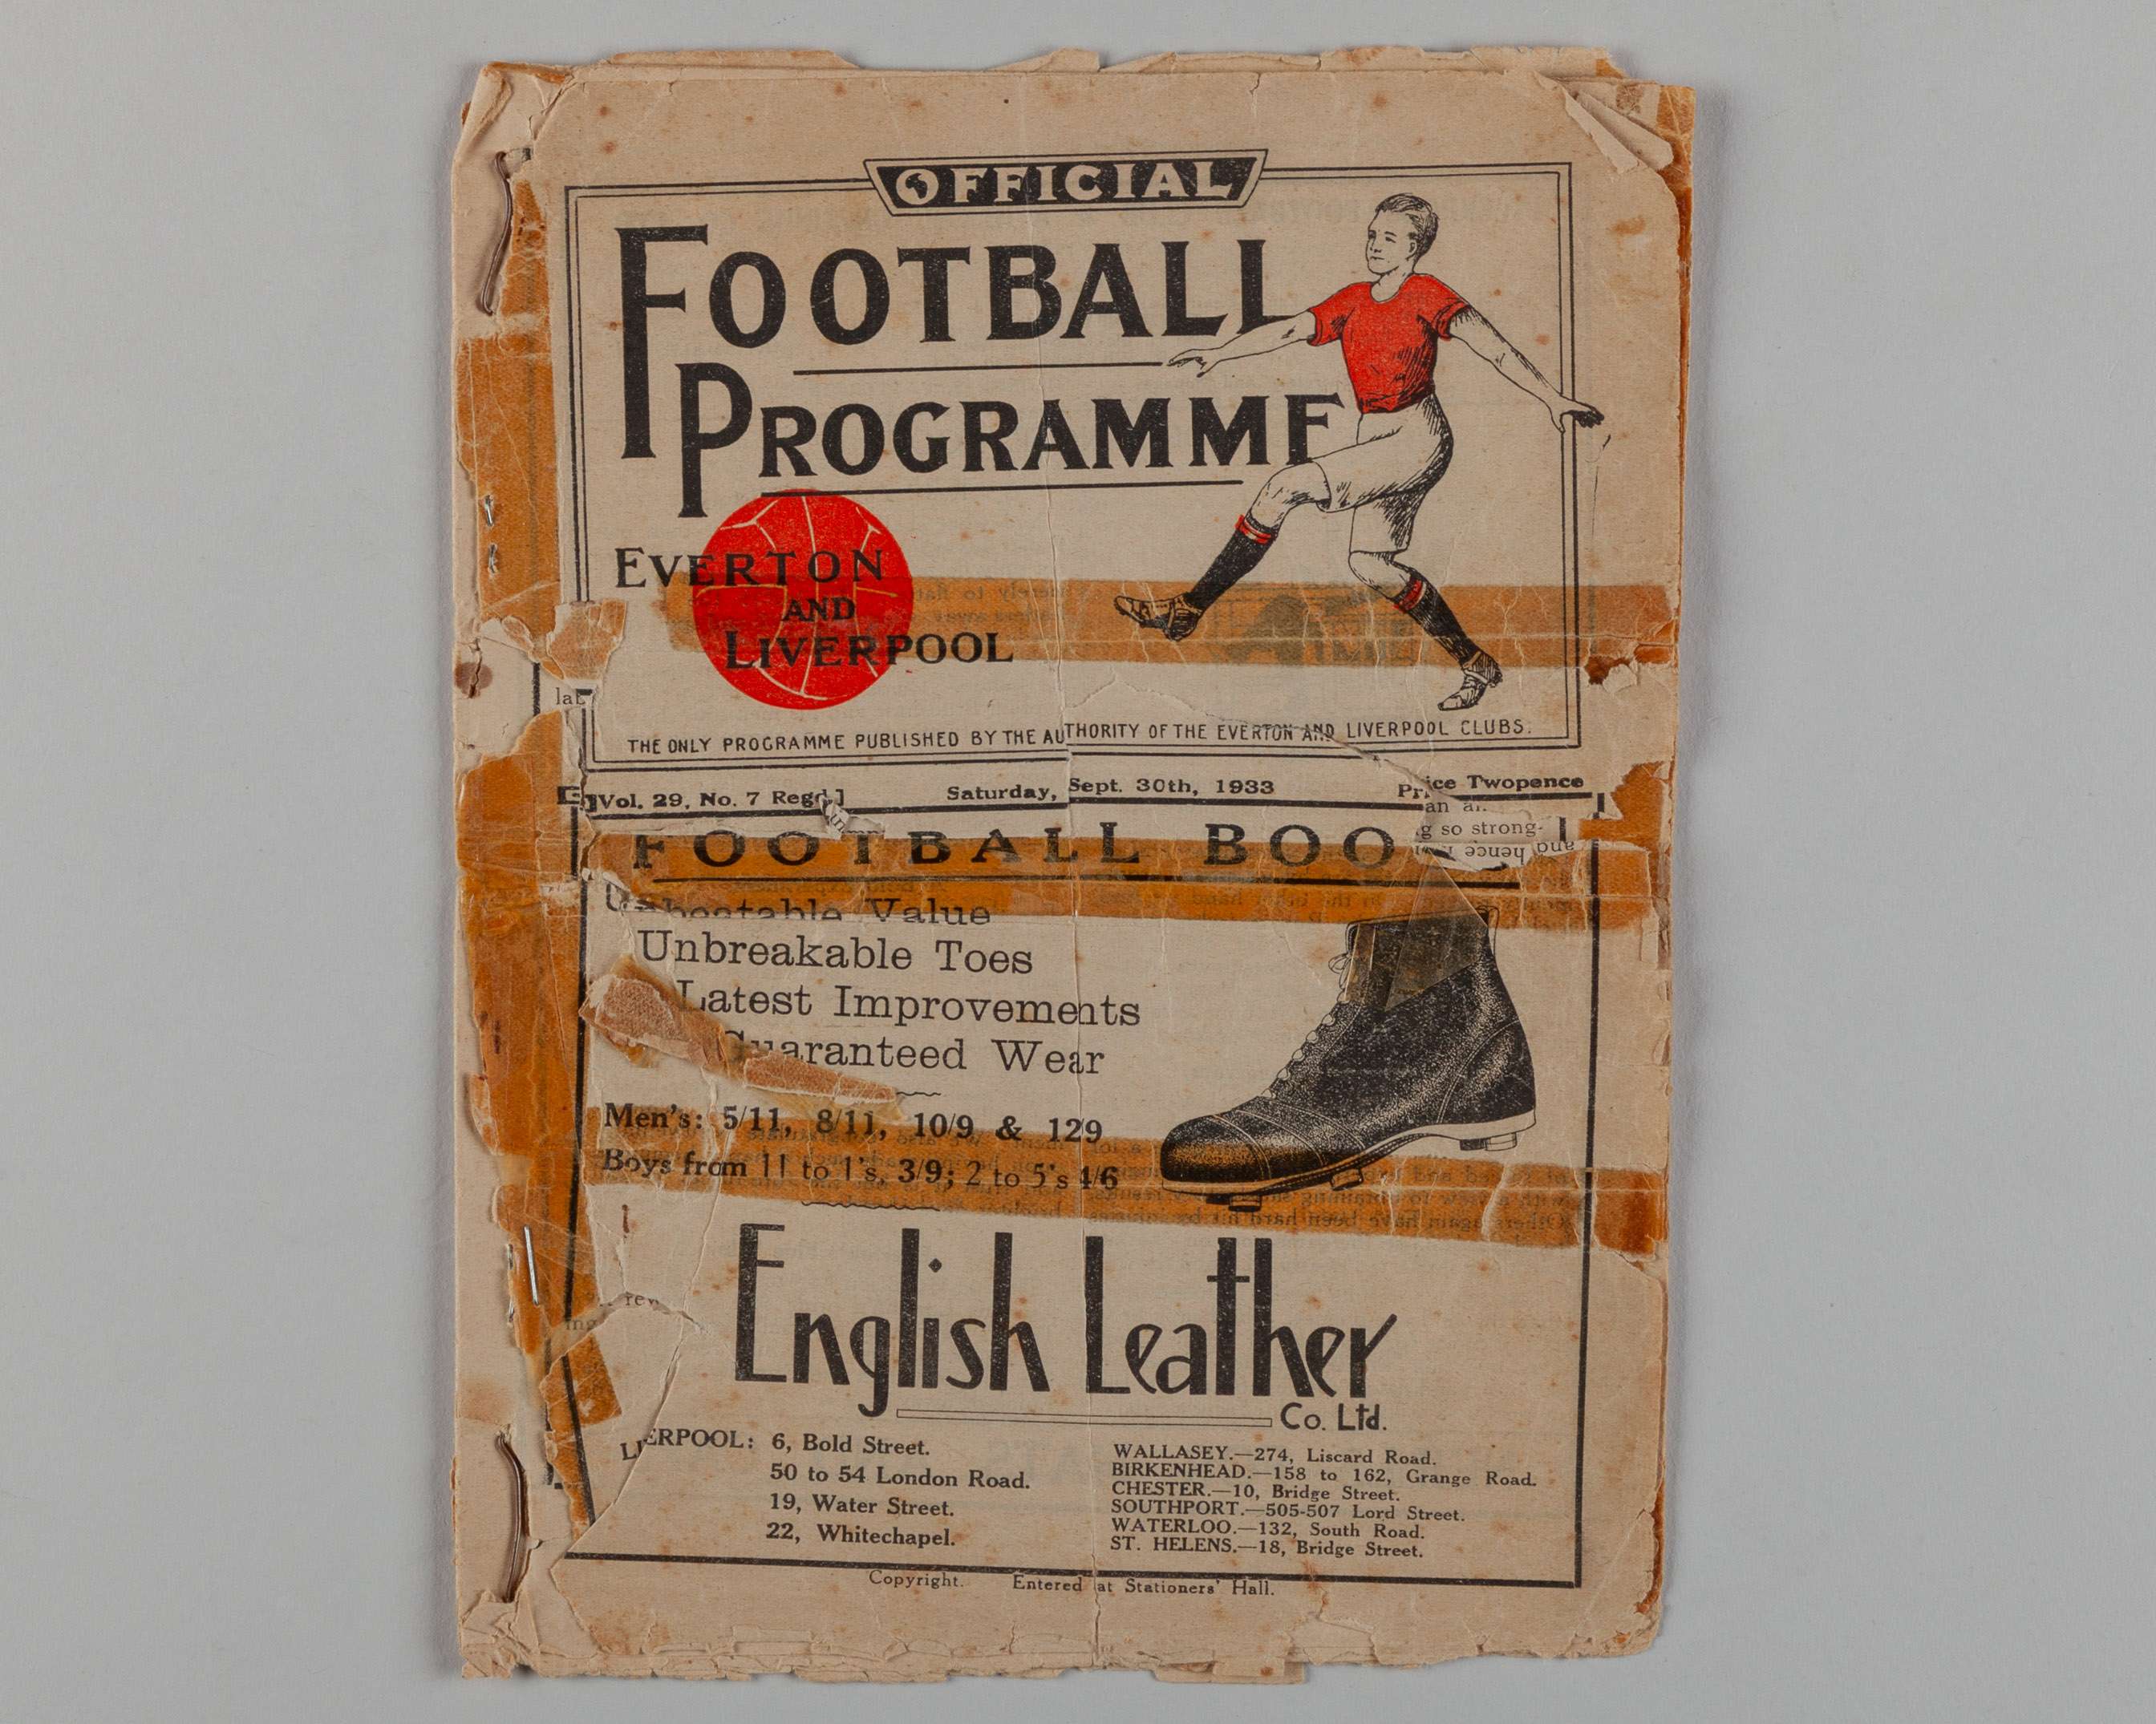 OFFICIAL
FOOTBALL
PROGRAMME
EVERTON
AND
LIVERPOOL
THE ONLY PROGRAMME PUBLISHED BY THE AUTHORITY OF THE EVERTON AND LIVERPOOL CLUBS.
Vol. 29, No. 7 Regd.]
Saturday, Sept. 30th, 1933
Price Twopence
g so strong-
FOOTBALL BOO
Unbeatable Value
Unbreakable Toes
Latest Improvements
Guaranteed Wear
Men's: 5/11, 8/11, 10/9 & 129
Boys from 11 to 1's, 3/9; 2 to 5's 4/6
English Leather
Co. Ltd.
LIVERPOOL: 6, Bold Street.
50 to 54 London Road.
19, Water Street.
22, Whitechapel.
WALLASEY.—274, Liscard Road.
BIRKENHEAD.—158 to 162, Grange Road.
CHESTER.—10, Bridge Street.
SOUTHPORT.—505-507 Lord Street.
WATERLOO.—132, South Road.
ST. HELENS.—18, Bridge Street.
Copyright. Entered at Stationers' Hall.